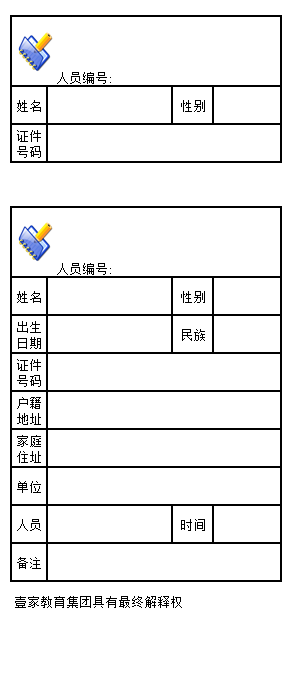 人员编号:
姓名 性别
证件
号码
人员编号:
姓名 性别
出生
日期 民族
证件
号码
户籍
地址
家庭
住址
单位
人员 时间
备注
壹家教育集团具有最终解释权